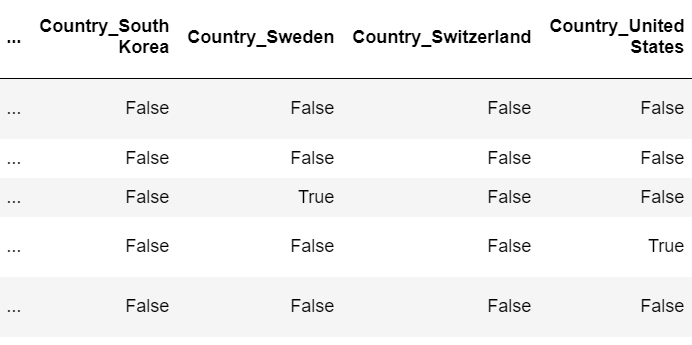 ... Country_South Korea Country_Sweden Country_Switzerland Country_United States
... False False False False
... False False False False
... False True False False
... False False False True
... False False False False